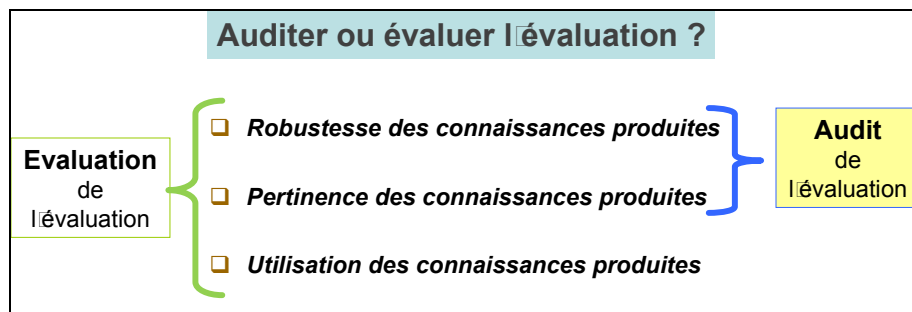 Auditer ou évaluer l'évaluation ?
Evaluation
de
l'évaluation
❑ Robustesse des connaissances produites
❑ Pertinence des connaissances produites
❑ Utilisation des connaissances produites
Audit
de
l'évaluation